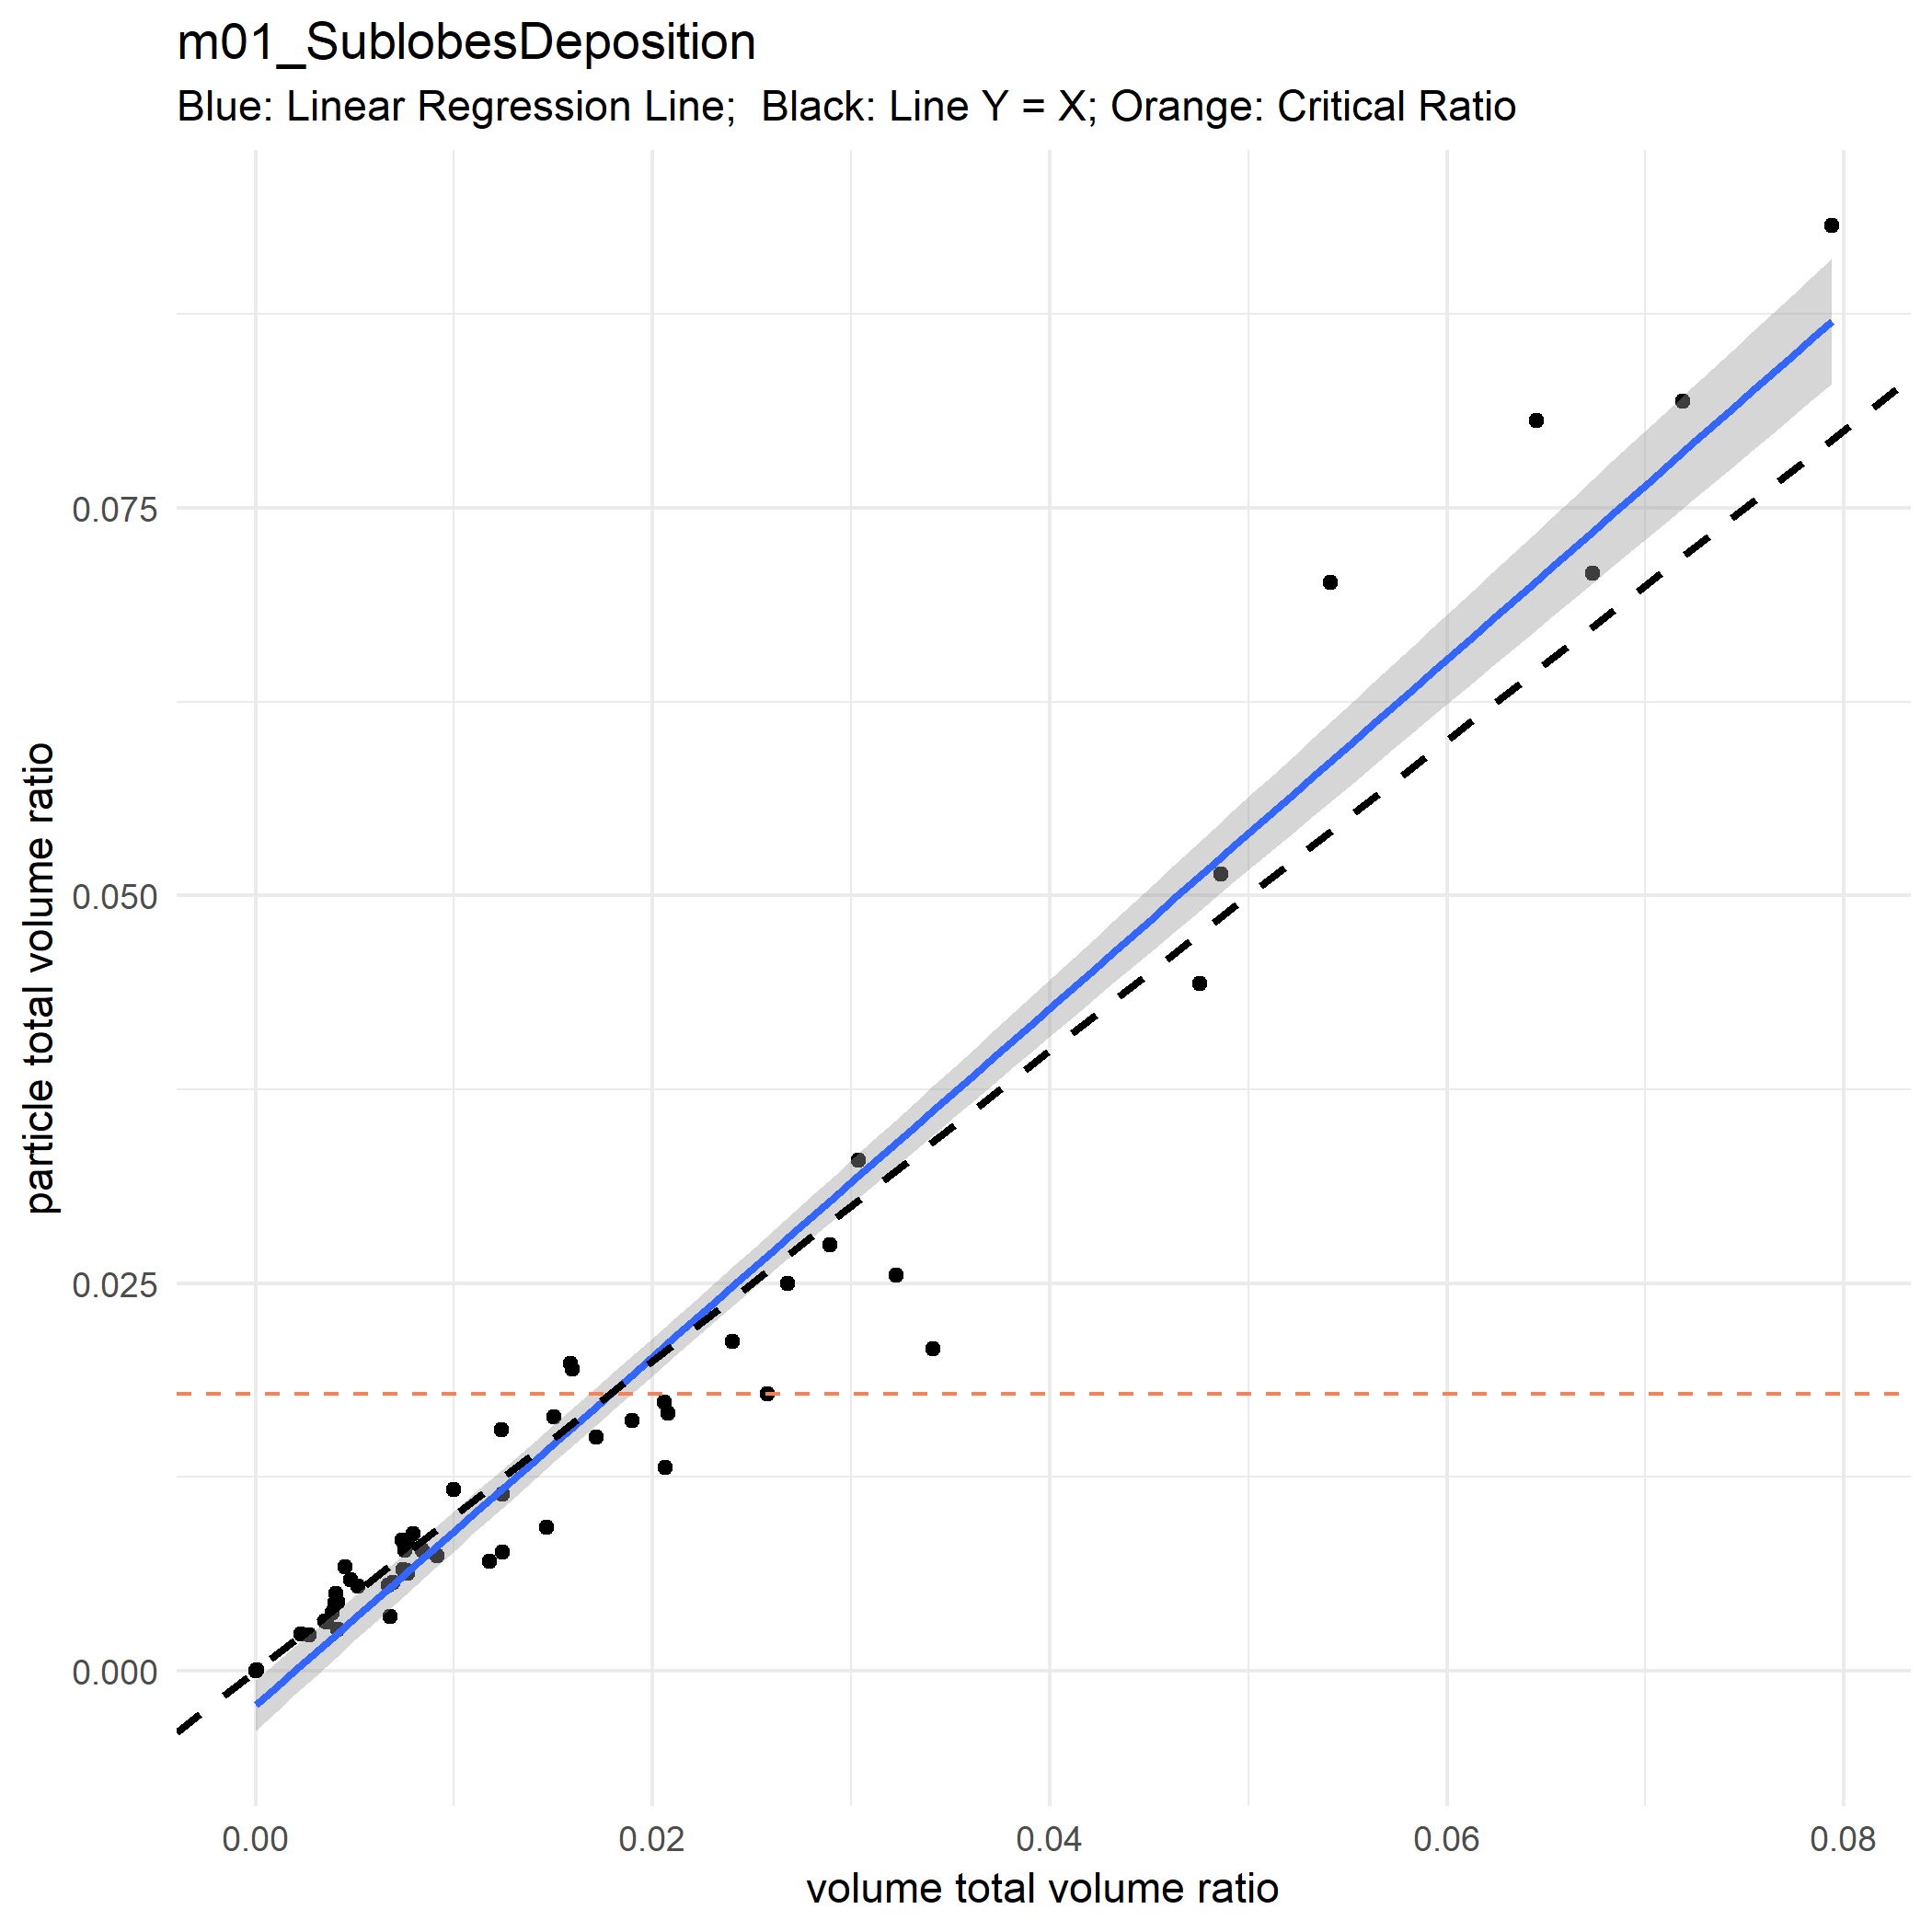 m01_SublobesDeposition
Blue: Linear Regression Line;  Black: Line Y = X; Orange: Critical Ratio
particle total volume ratio
0.075
0.050
0.025
0.000
0.00 0.02 0.04 0.06 0.08
volume total volume ratio